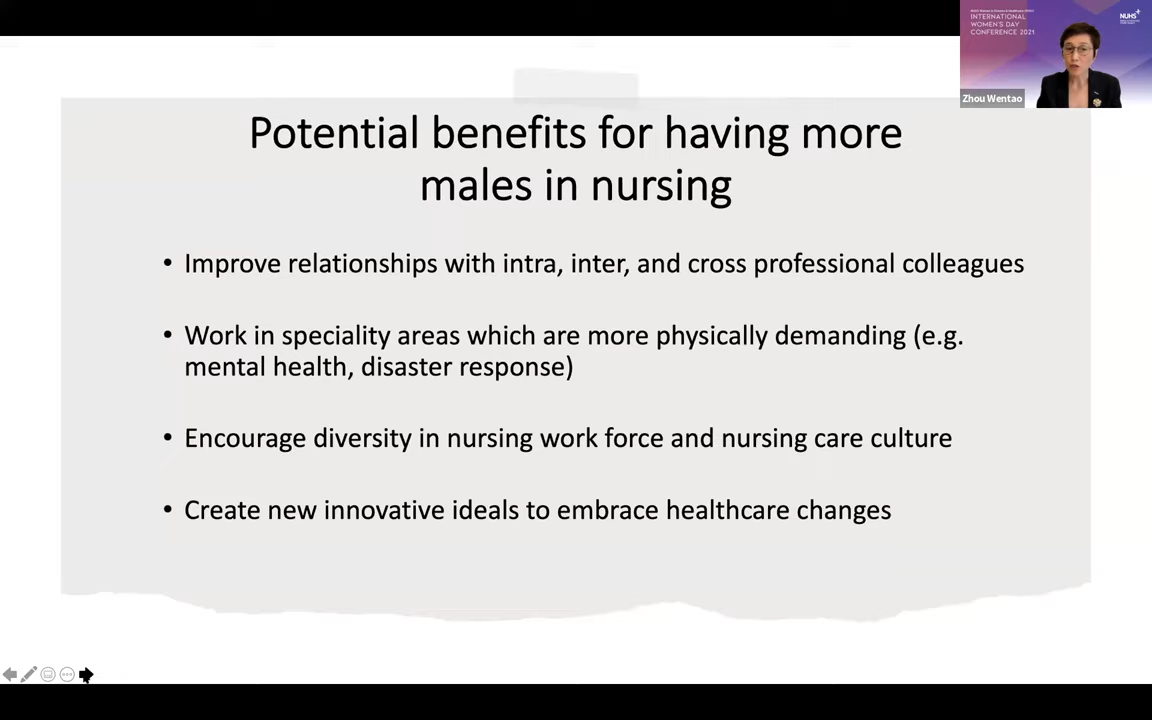 INTERNATIONAL
WOMEN'S DAY
CONFERENCE 2021
NUHS
Zhou Wentao
Potential benefits for having more
males in nursing
• Improve relationships with intra, inter, and cross professional colleagues
• Work in speciality areas which are more physically demanding (e.g.
mental health, disaster response)
• Encourage diversity in nursing work force and nursing care culture
• Create new innovative ideals to embrace healthcare changes